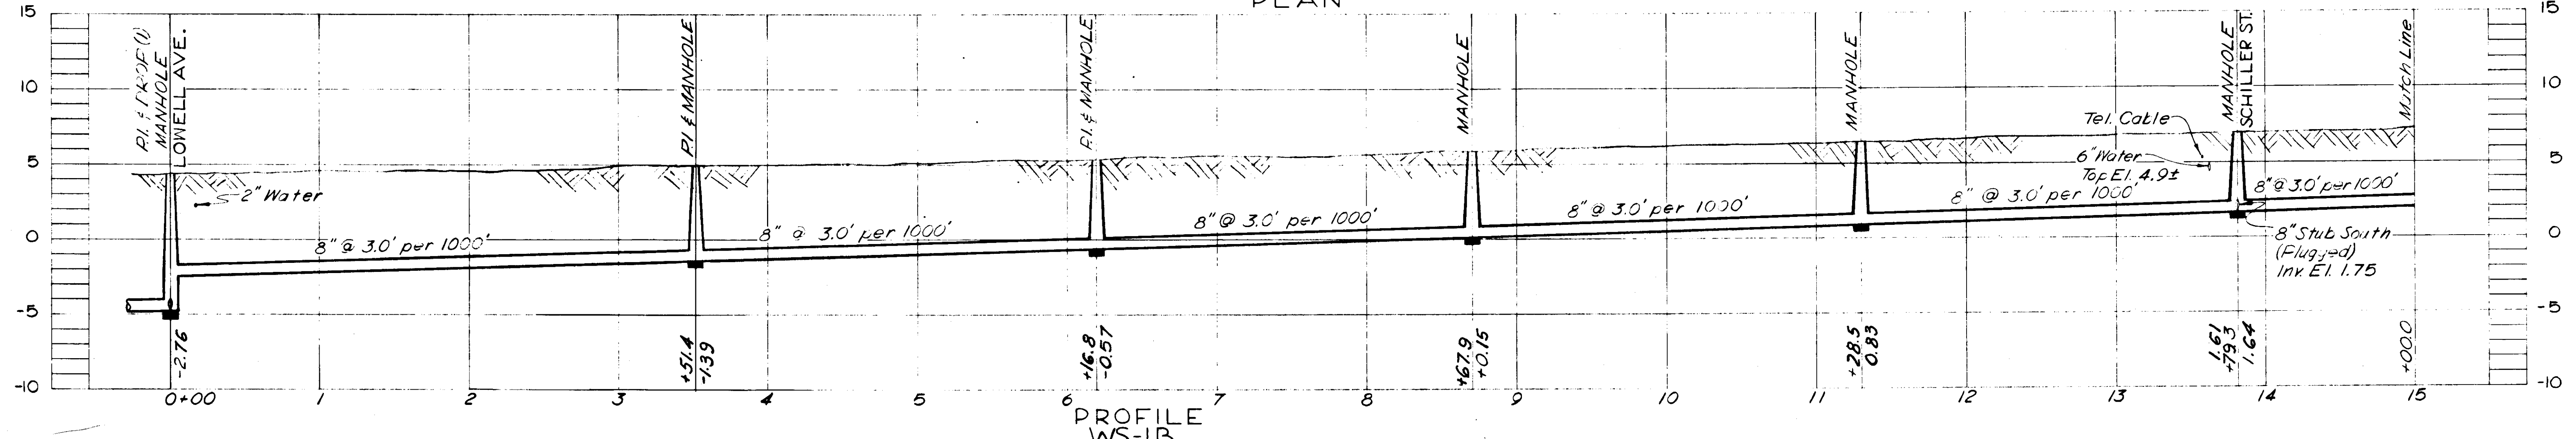 PLAN
15
10
5
0
-5
-10
15
10
5
0
-5
-10
P.I. & DROP (1)
MANHOLE
LOWELL AVE.
P.I. & MANHOLE
P.I. & MANHOLE
MANHOLE
MANHOLE
MANHOLE
SCHILLER ST.
Match Line
2" Water
Tel. Cable
6" Water
Top El. 4.9±
8" @ 3.0' per 1000'
8" @ 3.0' per 1000'
8" @ 3.0' per 1000'
8" @ 3.0' per 1000'
8" @ 3.0' per 1000'
8" @ 3.0' per 1000'
8" Stub South
(Plugged)
Inv. El. 1.75
-2.76
+51.4
-1.39
+16.8
-0.57
+67.9
+0.15
+28.5
0.83
1.61
+79.3
1.64
+00.0
0+00 1 2 3 4 5 6 7 8 9 10 11 12 13 14 15
PROFILE
WS-1B